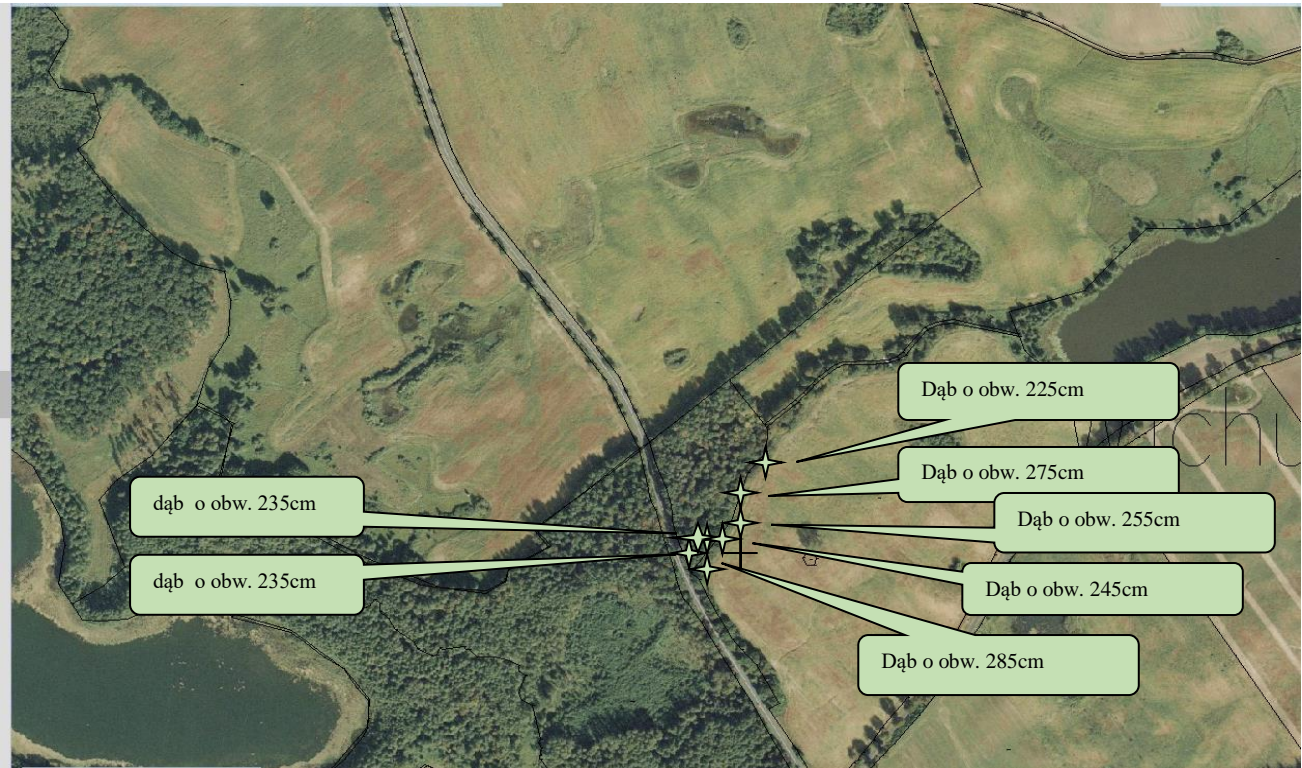 Dąb o obw. 225cm
Dąb o obw. 275cm
dąb  o obw. 235cm
Dąb o obw. 255cm
dąb  o obw. 235cm
Dąb o obw. 245cm
Dąb o obw. 285cm